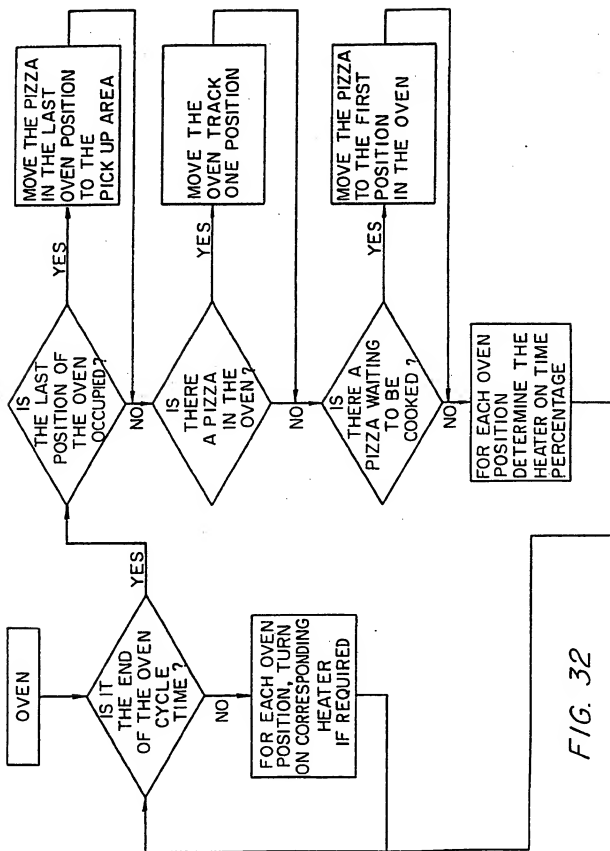 OVEN
IS IT
THE END
OF THE OVEN
CYCLE
TIME?
YES
NO
FOR EACH OVEN
POSITION, TURN
ON CORRESPONDING
HEATER
IF REQUIRED
IS
THE LAST
POSITION OF
THE OVEN
OCCUPIED?
YES
MOVE THE PIZZA
IN THE LAST
OVEN POSITION
TO THE
PICK UP AREA
NO
IS
THERE
A PIZZA
IN THE
OVEN?
YES
MOVE THE
OVEN TRACK
ONE POSITION
NO
IS
THERE A
PIZZA WAITING
TO BE
COOKED?
YES
MOVE THE PIZZA
TO THE FIRST
POSITION
IN THE OVEN
NO
FOR EACH OVEN
POSITION
DETERMINE THE
HEATER ON TIME
PERCENTAGE
FIG. 32